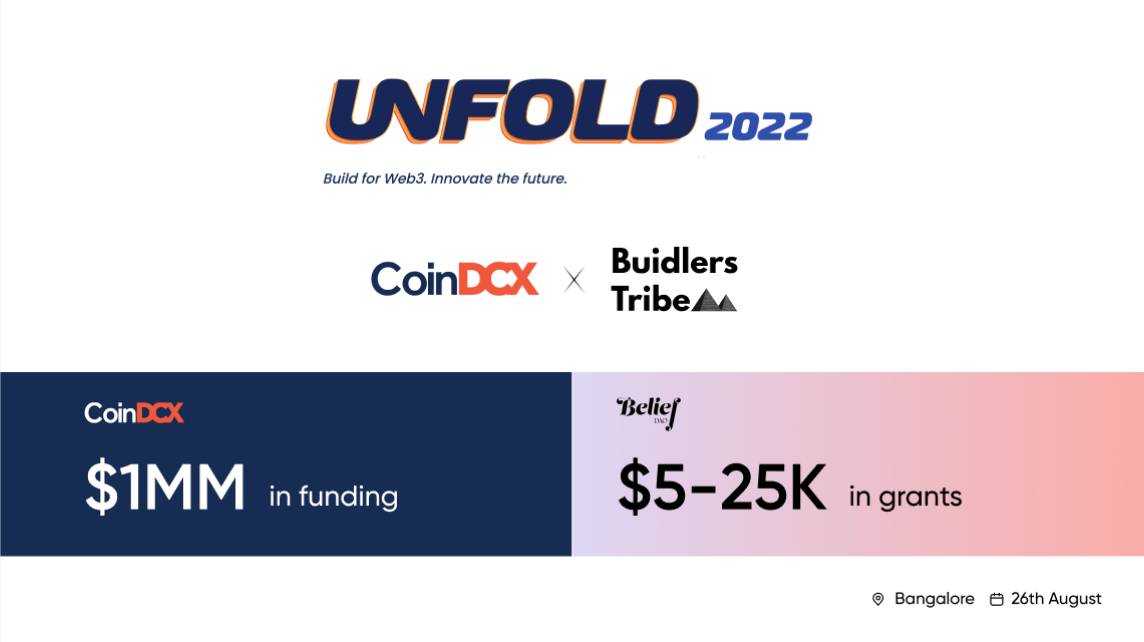 UNFOLD 2022
Build for Web3. Innovate the future.
CoinDCX
Buidlers
Tribe
CoinDCX
$1MM in funding
Belief
DAO
$5-25K in grants
Bangalore 26th August